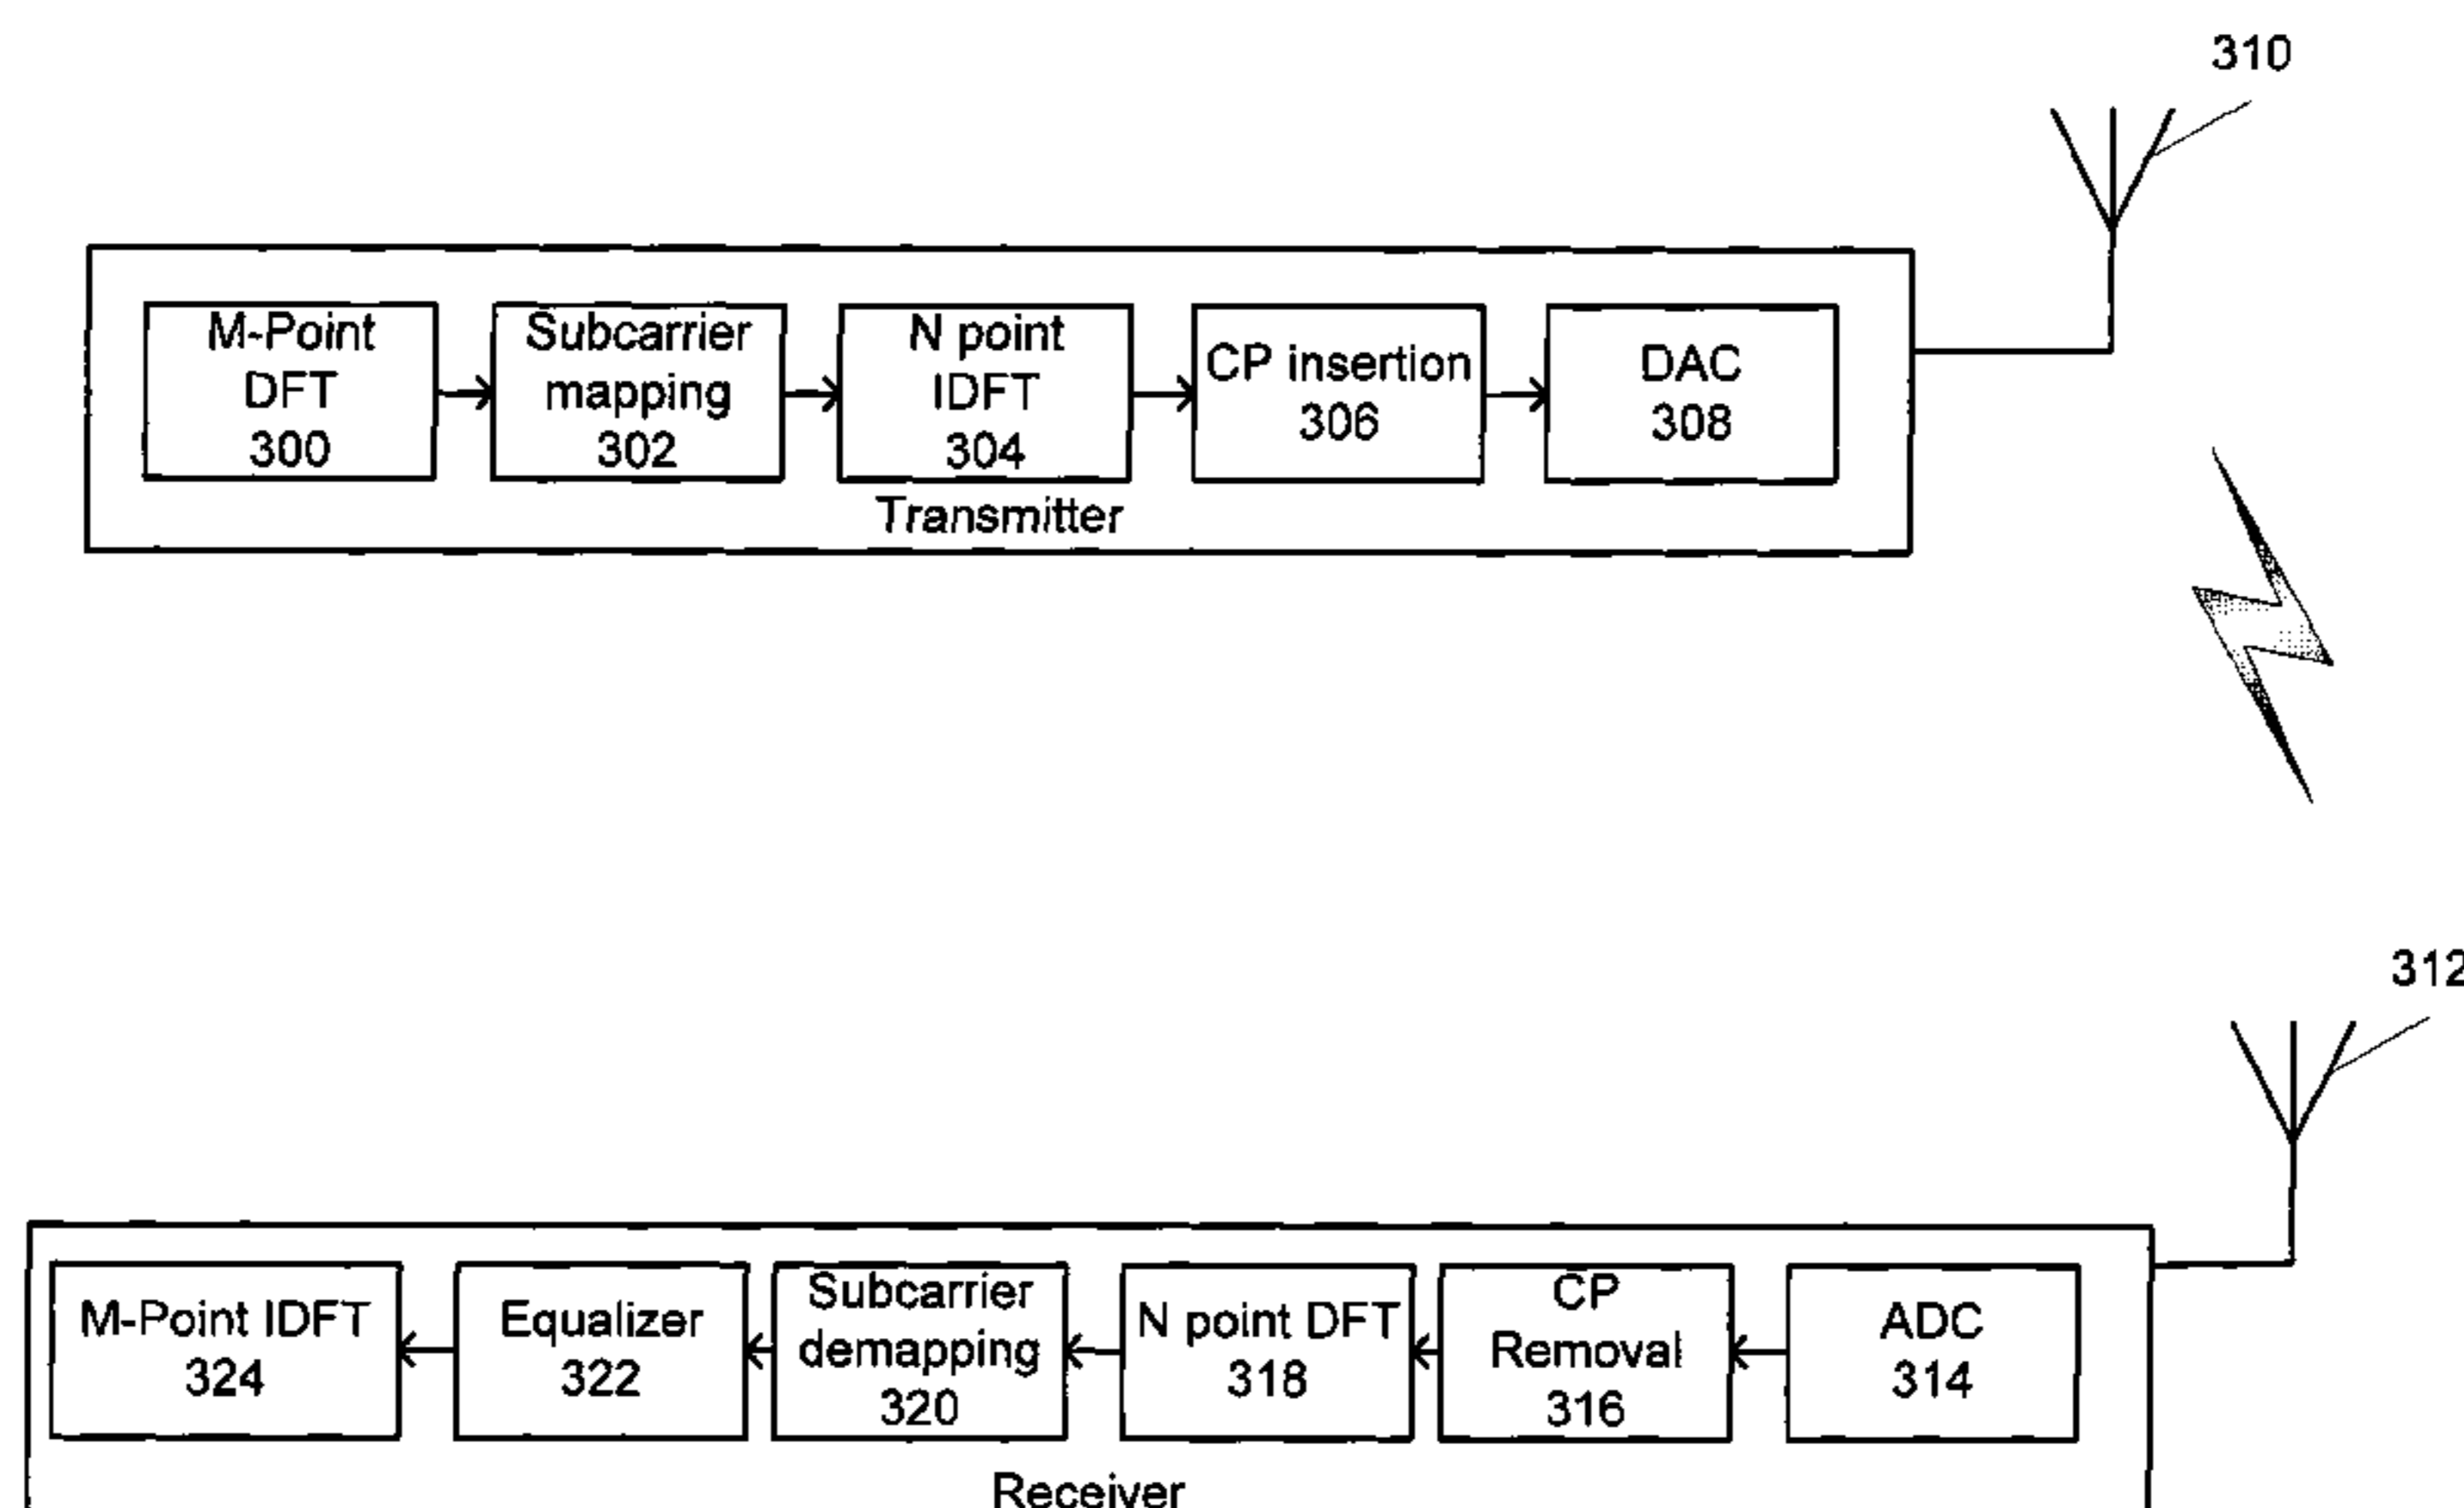 310
M-Point
DFT
300
Subcarrier
mapping
302
N point
IDFT
304
CP insertion
306
DAC
308
Transmitter
312
M-Point IDFT
324
Equalizer
322
Subcarrier
demapping
320
N point DFT
318
CP
Removal
316
ADC
314
Receiver